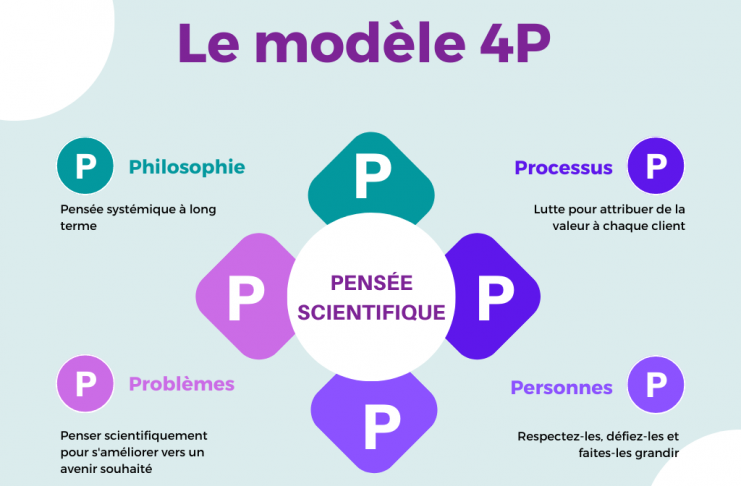 Le modèle 4P
P
Philosophie
Pensée systémique à long
terme
P
Processus
P
Lutte pour attribuer de la
valeur à chaque client
P
PENSÉE
SCIENTIFIQUE
P
P
Problèmes
Penser scientifiquement
pour s'améliorer vers un
avenir souhaité
P
Personnes
P
Respectez-les, défiez-les et
faites-les grandir